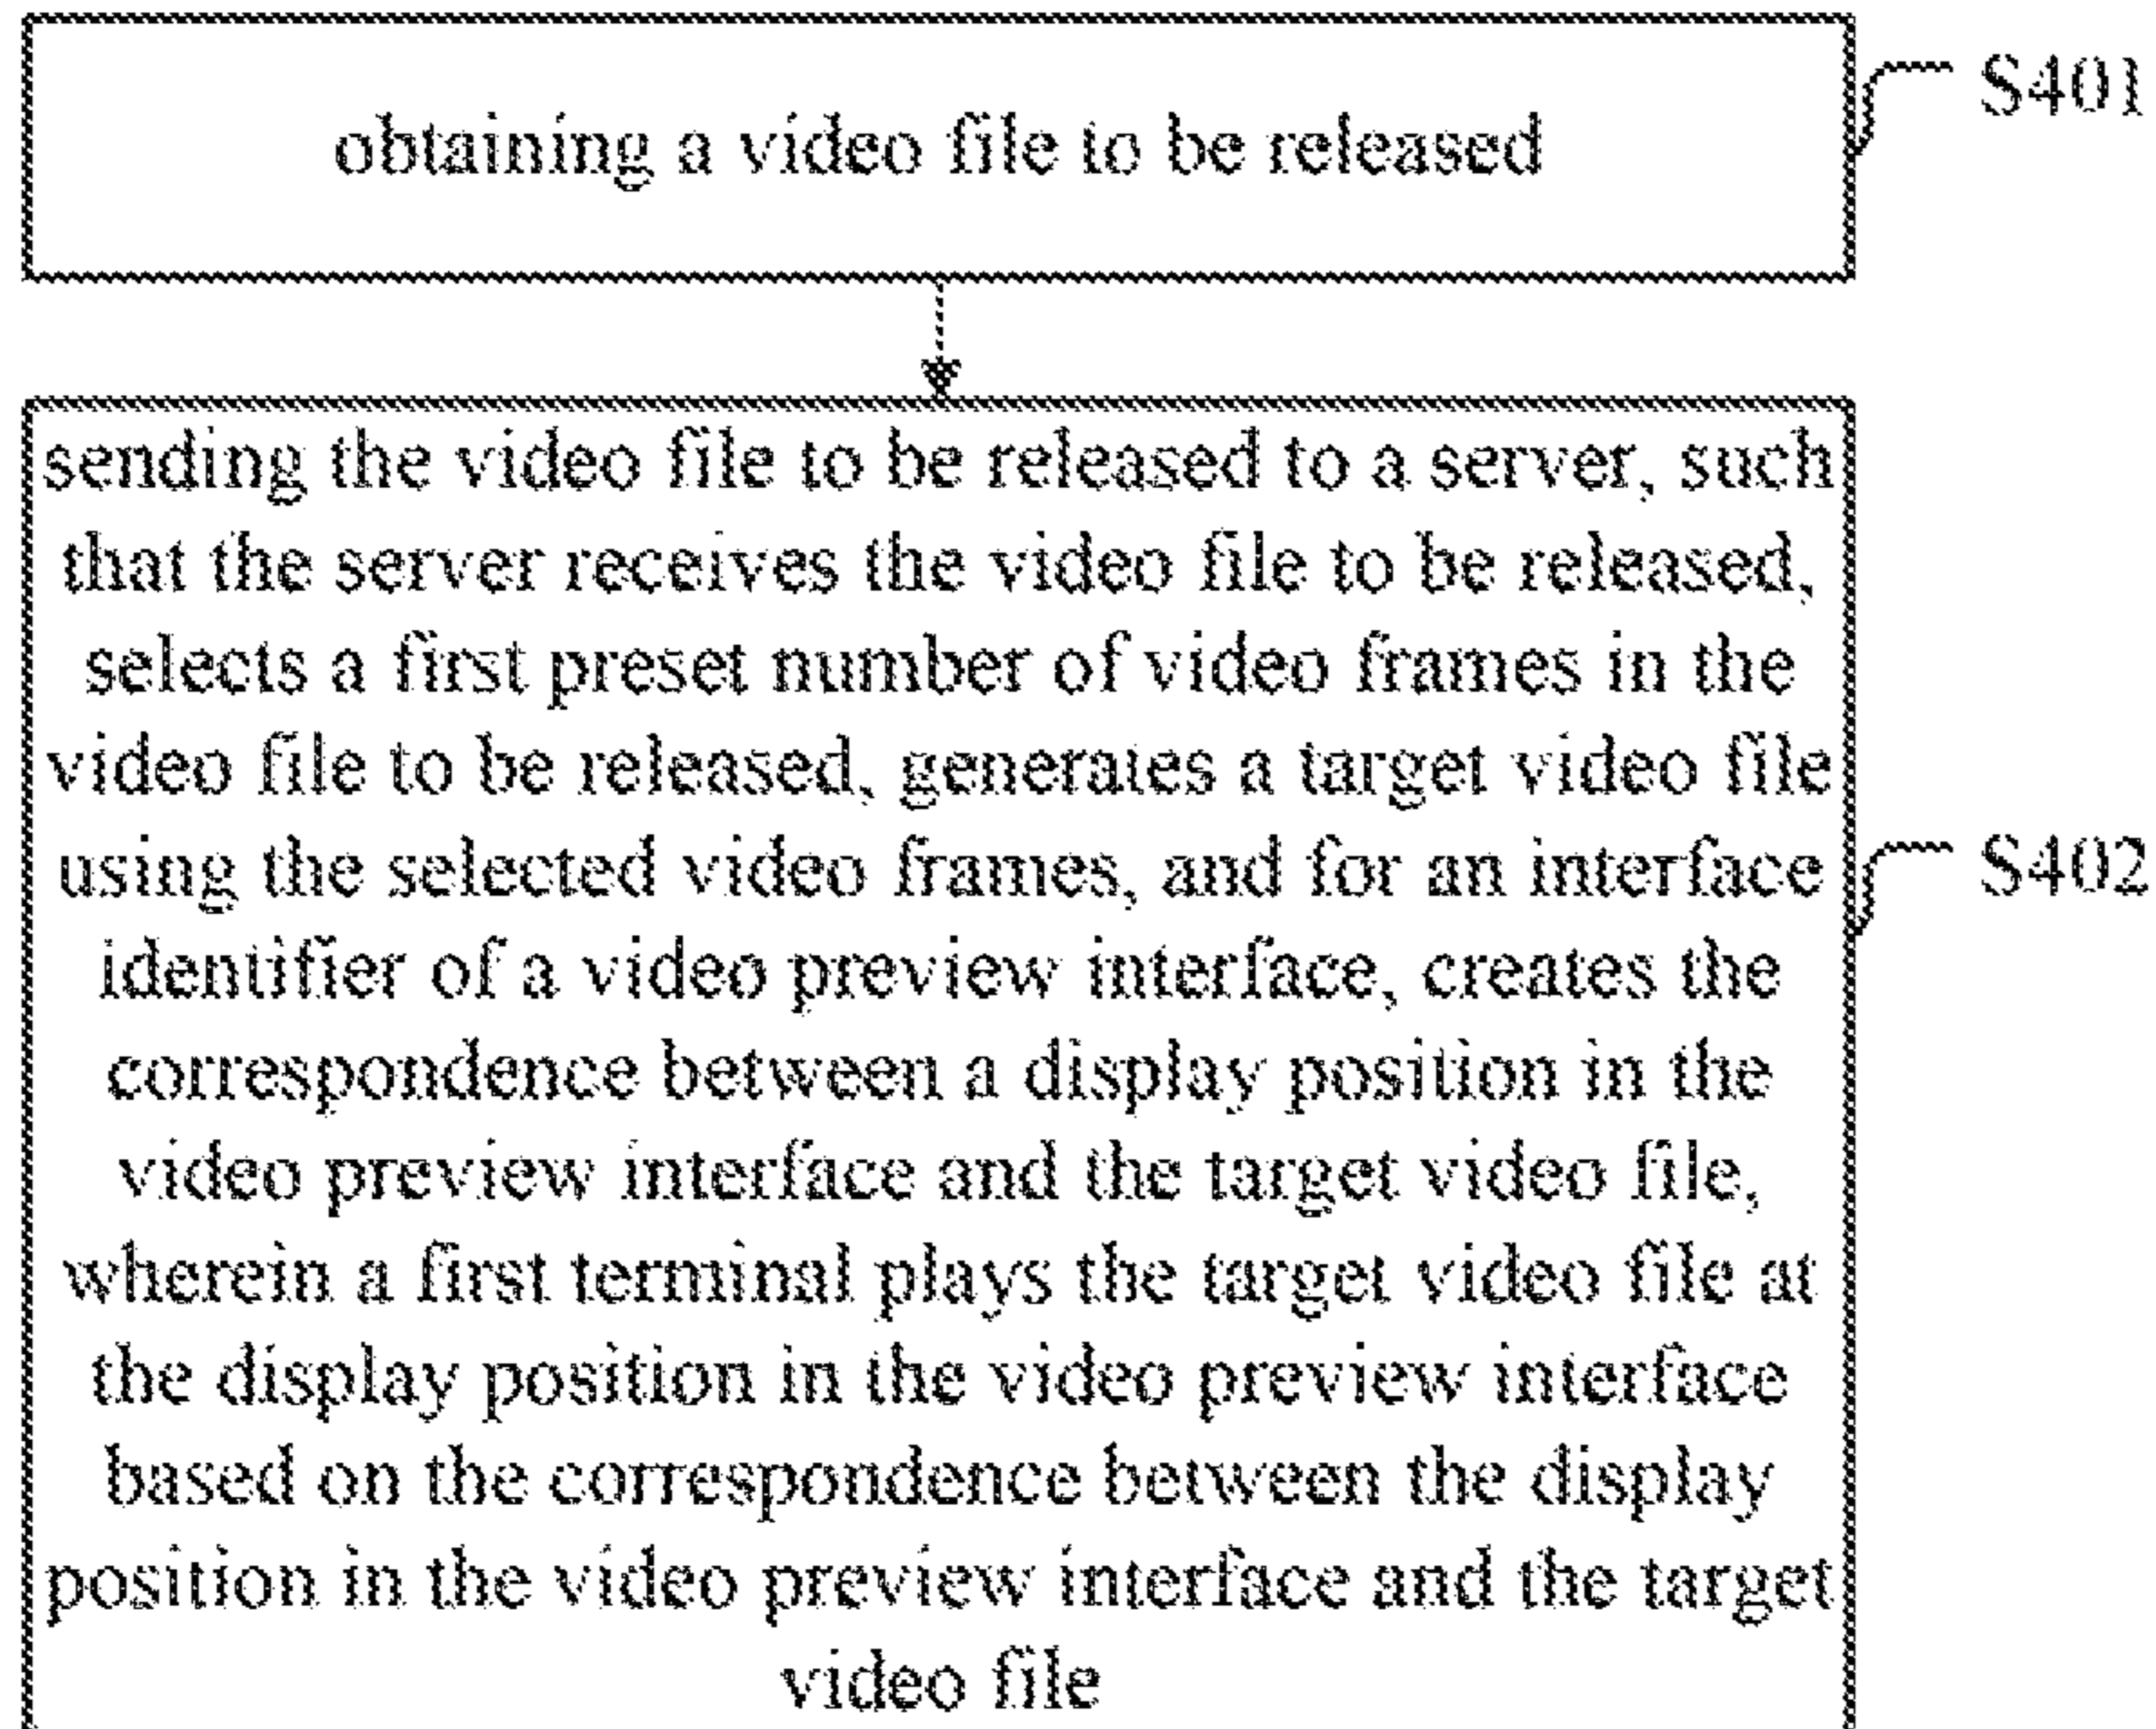 obtaining a video file to be released
S401
sending the video file to be released to a server, such
that the server receives the video file to be released,
selects a first preset number of video frames in the
video file to be released, generates a target video file
using the selected video frames, and for an interface
identifier of a video preview interface, creates the
correspondence between a display position in the
video preview interface and the target video file,
wherein a first terminal plays the target video file at
the display position in the video preview interface
based on the correspondence between the display
position in the video preview interface and the target
video file
S402